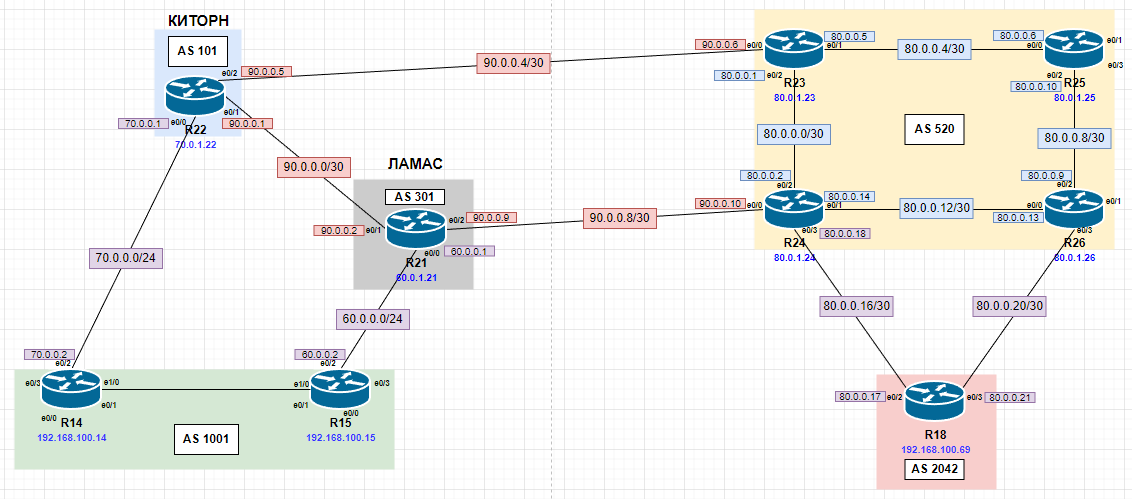 КИТОРН
AS 101
e0/2
90.0.0.5
70.0.0.1
e0/0
e0/1
90.0.0.1
R22
70.0.1.22
90.0.0.4/30
90.0.0.0/30
70.0.0.0/24
ЛАМАС
AS 301
90.0.0.2
e0/1
e0/2
90.0.0.9
e0/0
60.0.0.1
R21
60.0.1.21
90.0.0.8/30
60.0.0.0/24
70.0.0.2
e0/2
e0/3
e1/0
e0/1
e0/0
R14
192.168.100.14
AS 1001
60.0.0.2
e0/2
e1/0
e0/3
e0/1
e0/0
R15
192.168.100.15
90.0.0.6
e0/0
80.0.0.5
e0/1
80.0.0.1
e0/2
R23
80.0.1.23
80.0.0.4/30
80.0.0.6
e0/0
e0/1
e0/3
e0/2
80.0.0.10
R25
80.0.1.25
80.0.0.0/30
AS 520
80.0.0.8/30
80.0.0.2
e0/2
90.0.0.10
e0/0
80.0.0.14
e0/1
e0/3
80.0.0.18
R24
80.0.1.24
80.0.0.12/30
80.0.0.9
e0/2
e0/0
e0/1
80.0.0.13
e0/3
R26
80.0.1.26
80.0.0.16/30
80.0.0.20/30
80.0.0.17
e0/2
e0/3
80.0.0.21
R18
192.168.100.69
AS 2042